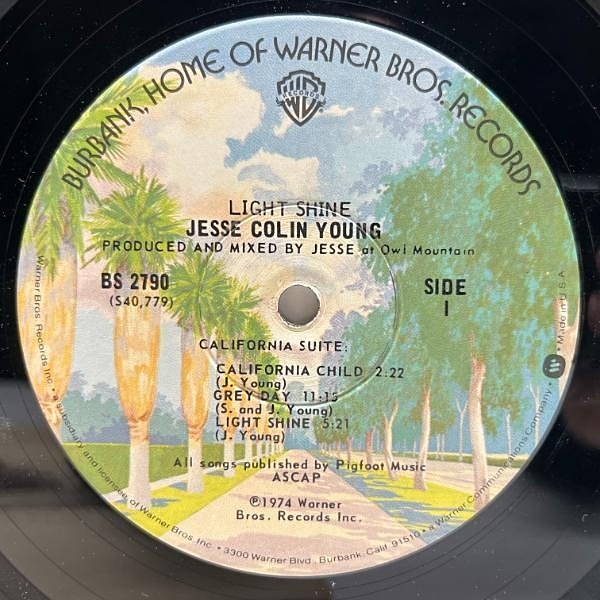 BURBANK, HOME OF WARNER BROS. RECORDS
WB
RECORDS
LIGHT SHINE
JESSE COLIN YOUNG
PRODUCED AND MIXED BY JESSE at Owl Mountain
BS 2790
(S40,779)
SIDE
1
CALIFORNIA SUITE:
CALIFORNIA CHILD 2:22
(J. Young)
GREY DAY 11:15
(S. and J. Young)
LIGHT SHINE 5:21
(J. Young)
All songs published by Pigfoot Music
ASCAP
℗1974 Warner
Bros. Records Inc.
Warner Bros. Records Inc. • a subsidiary and licensee of Warner Bros. Inc. • 3300 Warner Blvd., Burbank, Calif. 91510 • a Warner Communications Company • Made in U.S.A.